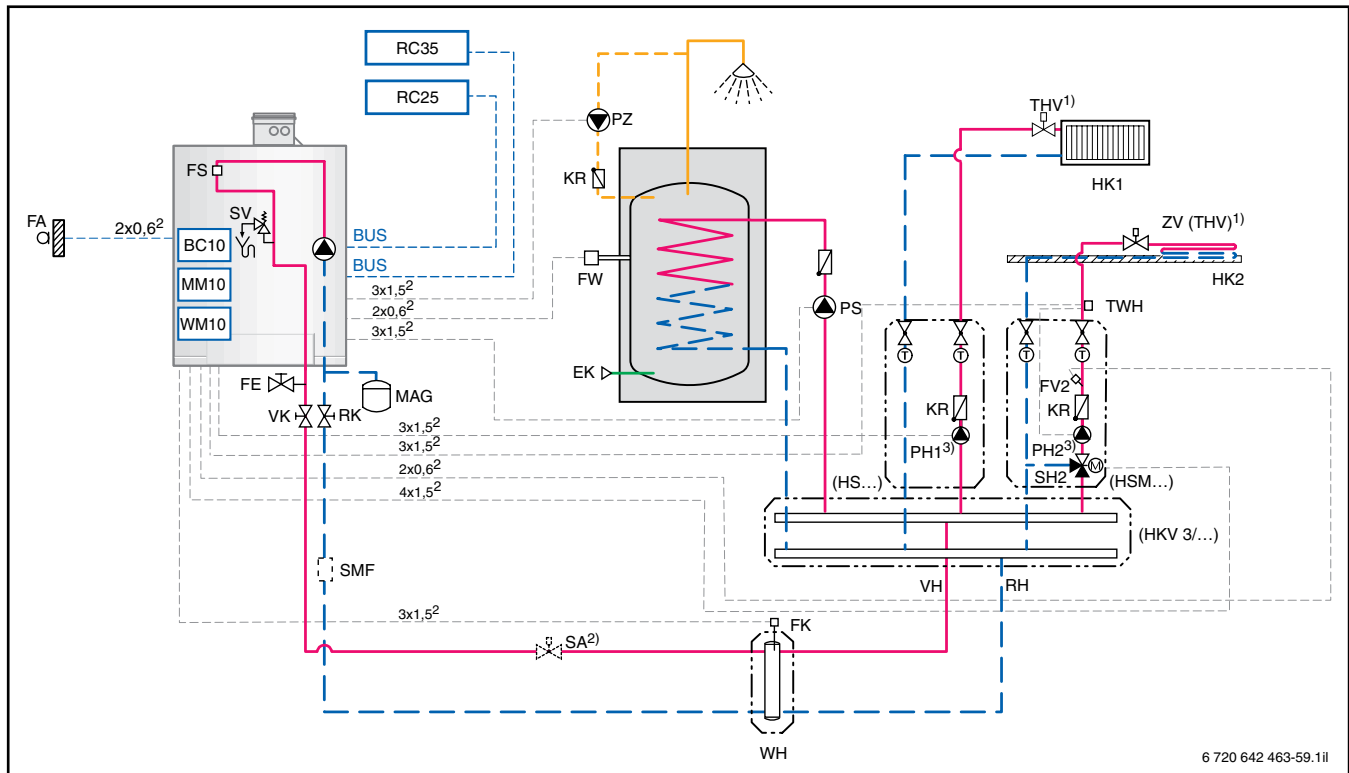 RC35
RC25
THV1)
HK1
PZ
FS
KR
FA
2x0,6²
SV
BC10
MM10
WM10
BUS
BUS
3x1,5²
2x0,6²
3x1,5²
FW
PS
ZV (THV)1)
HK2
TWH
EK
FE
MAG
VK
RK
T
T
T
T
FV2
KR
KR
3x1,5²
3x1,5²
2x0,6²
4x1,5²
PH1³)
PH2³)
M
SH2
(HS...)
(HSM...)
(HKV 3/...)
SMF
VH
RH
3x1,5²
FK
SA²)
WH
6 720 642 463-59.1il